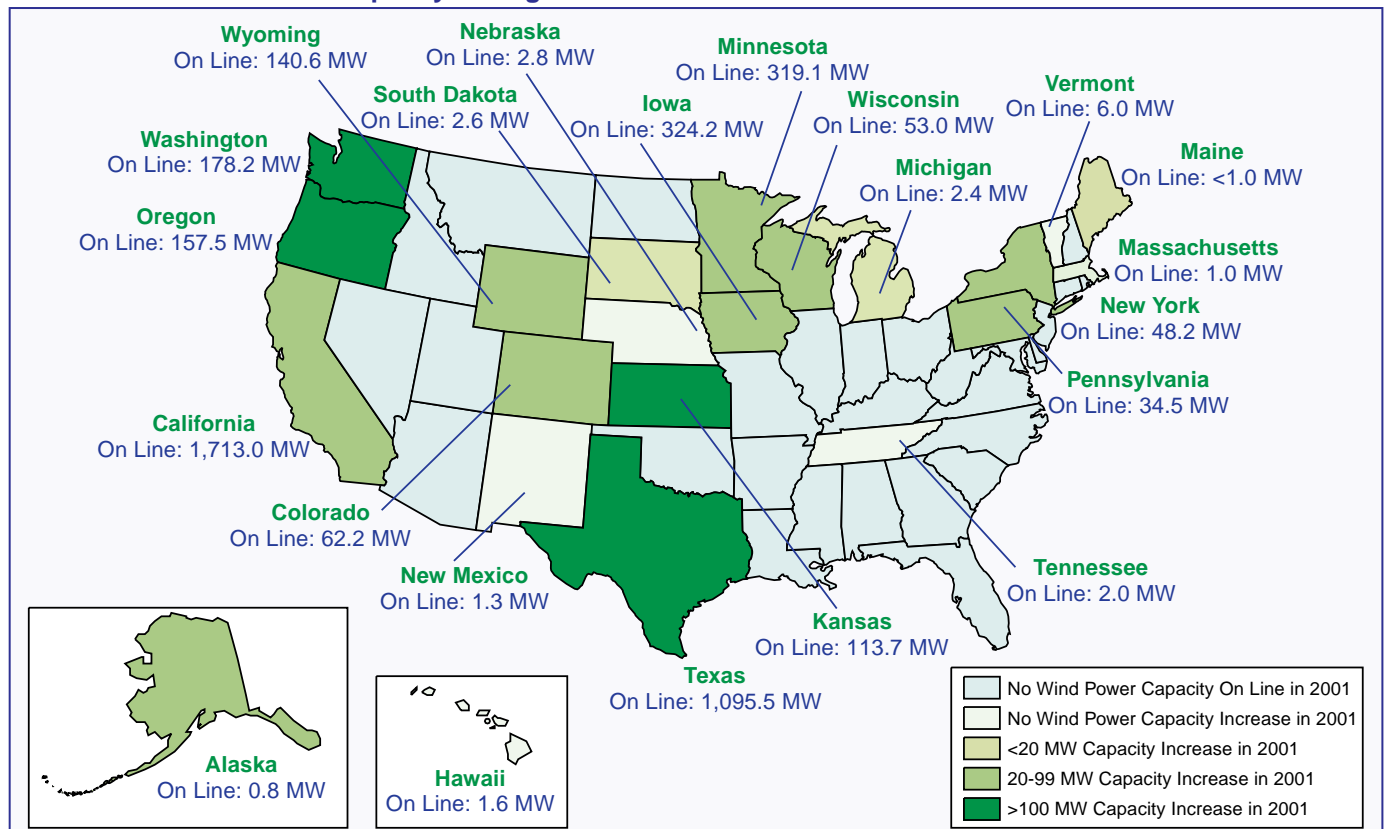 Wyoming
On Line: 140.6 MW
Nebraska
On Line: 2.8 MW
Minnesota
On Line: 319.1 MW
South Dakota
On Line: 2.6 MW
Iowa
On Line: 324.2 MW
Wisconsin
On Line: 53.0 MW
Vermont
On Line: 6.0 MW
Washington
On Line: 178.2 MW
Michigan
On Line: 2.4 MW
Maine
On Line: <1.0 MW
Oregon
On Line: 157.5 MW
Massachusetts
On Line: 1.0 MW
New York
On Line: 48.2 MW
Pennsylvania
On Line: 34.5 MW
California
On Line: 1,713.0 MW
Colorado
On Line: 62.2 MW
New Mexico
On Line: 1.3 MW
Tennessee
On Line: 2.0 MW
Kansas
On Line: 113.7 MW
Texas
On Line: 1,095.5 MW
Alaska
On Line: 0.8 MW
Hawaii
On Line: 1.6 MW
No Wind Power Capacity On Line in 2001
No Wind Power Capacity Increase in 2001
<20 MW Capacity Increase in 2001
20-99 MW Capacity Increase in 2001
>100 MW Capacity Increase in 2001